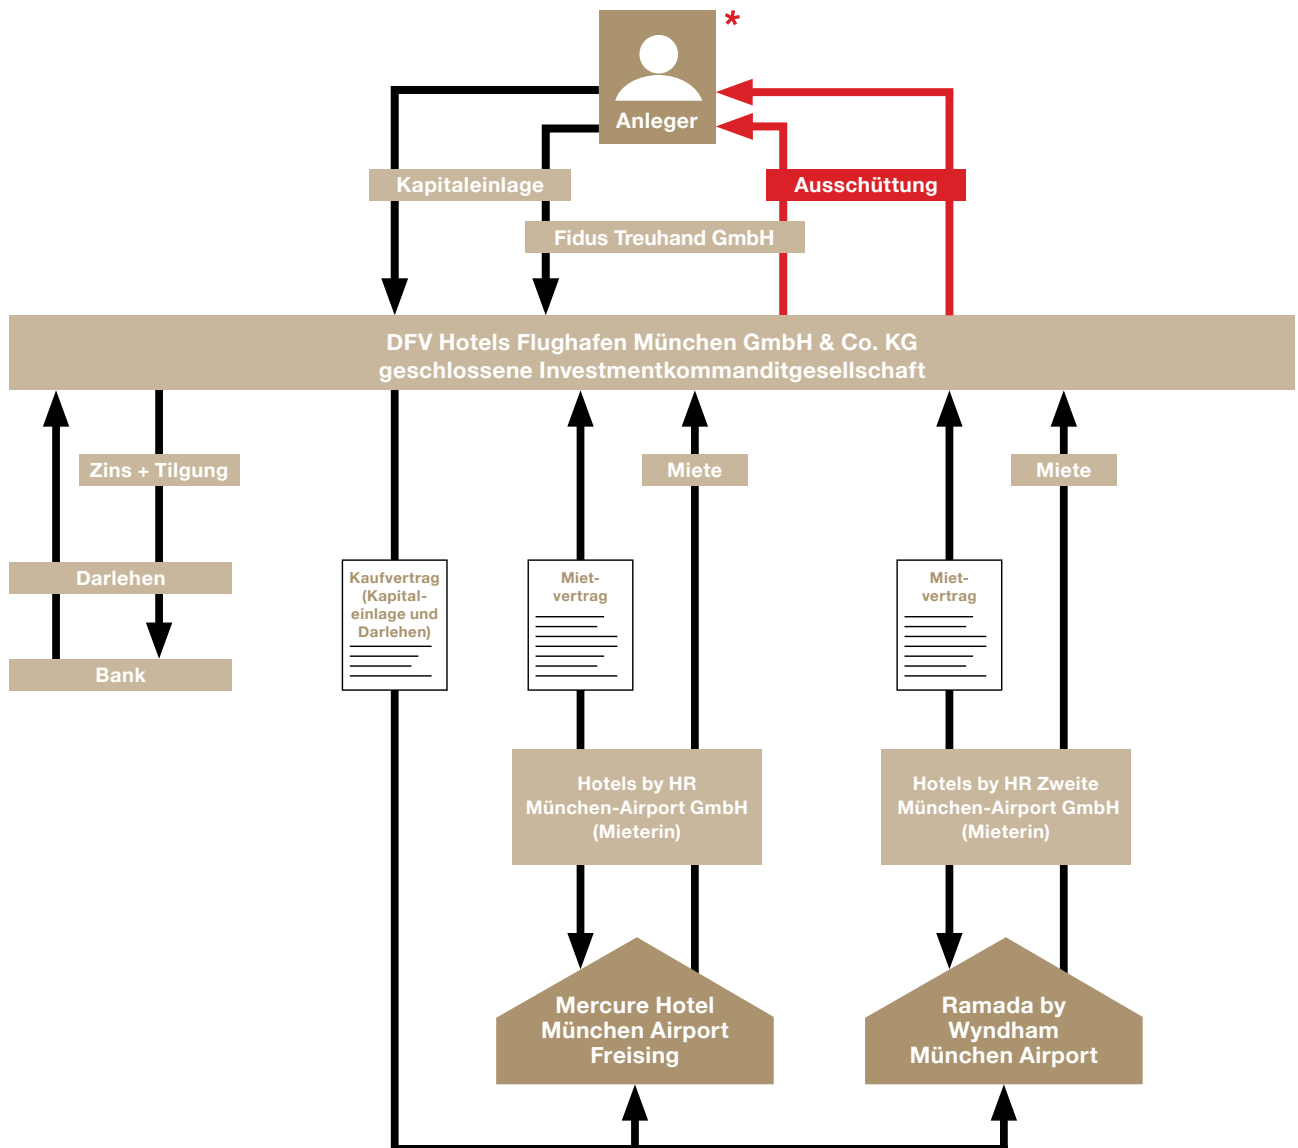 *
Anleger
Kapitaleinlage
Ausschüttung
Fidus Treuhand GmbH
DFV Hotels Flughafen München GmbH & Co. KG
geschlossene Investmentkommanditgesellschaft
Zins + Tilgung
Miete
Miete
Darlehen
Bank
Kaufvertrag
(Kapital-
einlage und
Darlehen)
Miet-
vertrag
Miet-
vertrag
Hotels by HR
München-Airport GmbH
(Mieterin)
Hotels by HR Zweite
München-Airport GmbH
(Mieterin)
Mercure Hotel
München Airport
Freising
Ramada by
Wyndham
München Airport